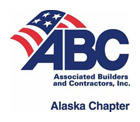 ABC
Associated Builders
and Contractors, Inc.
Alaska Chapter